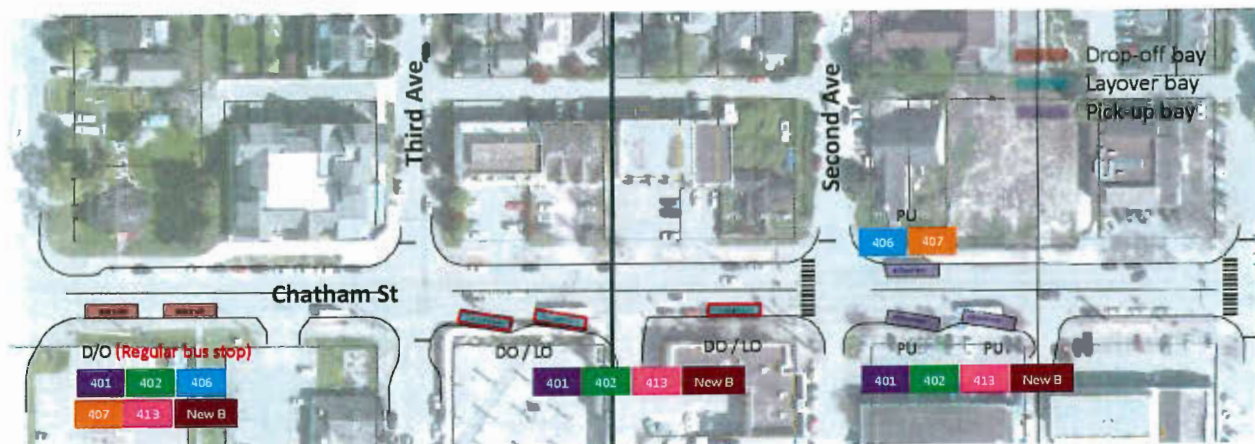 Third Ave
Second Ave
Drop-off bay
Layover bay
Pick-up bay
PU
406 407
Chatham St
D/O (Regular bus stop)
401 402 406
407 413 New B
DO / LO
DO / LO
401 402 413 New B
PU
PU
401 402 413 New B